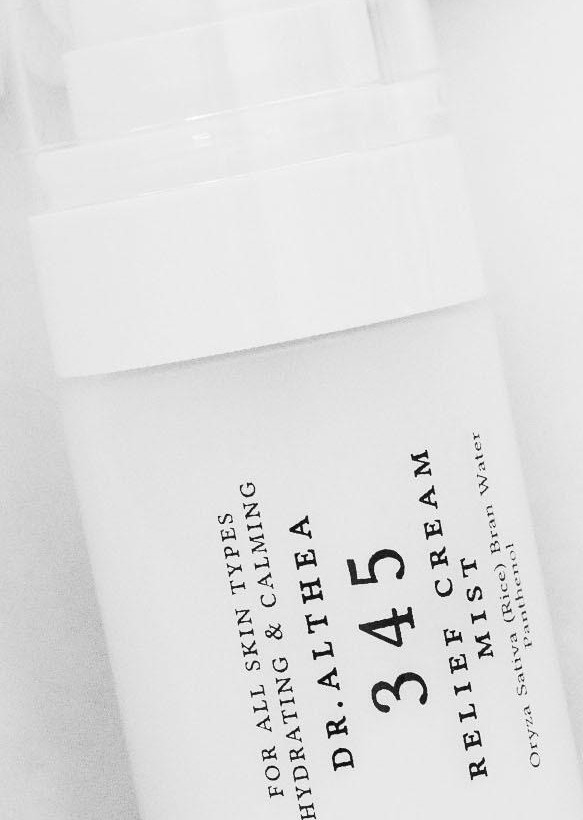 FOR ALL SKIN TYPES
HYDRATING & CALMING
DR.ALTHEA
345
RELIEF CREAM
MIST
Oryza Sativa (Rice) Bran Water
Panthenol